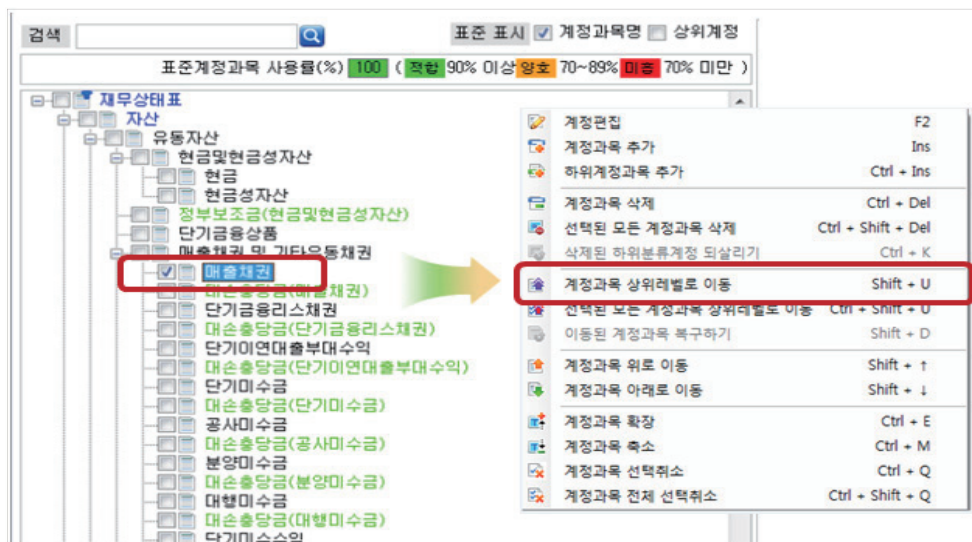 검색
표준 표시 계정과목명 상위계정
표준계정과목 사용률(%) 100 ( 적합 90% 이상 양호 70~89% 미흡 70% 미만 )
재무상태표
자산
유동자산
현금및현금성자산
현금
현금성자산
정부보조금(현금및현금성자산)
단기금융상품
매출채권 및 기타유동채권
매출채권
대손충당금(매출채권)
단기금융리스채권
대손충당금(단기금융리스채권)
단기이연대출부대수익
대손충당금(단기이연대출부대수익)
단기미수금
대손충당금(단기미수금)
공사미수금
대손충당금(공사미수금)
분양미수금
대손충당금(분양미수금)
대행미수금
대손충당금(대행미수금)
단기미수수익
계정편집 F2
계정과목 추가 Ins
하위계정과목 추가 Ctrl + Ins
계정과목 삭제 Ctrl + Del
선택된 모든 계정과목 삭제 Ctrl + Shift + Del
삭제된 하위분류계정 되살리기 Ctrl + K
계정과목 상위레벨로 이동 Shift + U
선택된 모든 계정과목 상위레벨로 이동 Ctrl + Shift + U
이동된 계정과목 복구하기 Shift + D
계정과목 위로 이동 Shift + ↑
계정과목 아래로 이동 Shift + ↓
계정과목 확장 Ctrl + E
계정과목 축소 Ctrl + M
계정과목 선택취소 Ctrl + Q
계정과목 전체 선택취소 Ctrl + Shift + Q